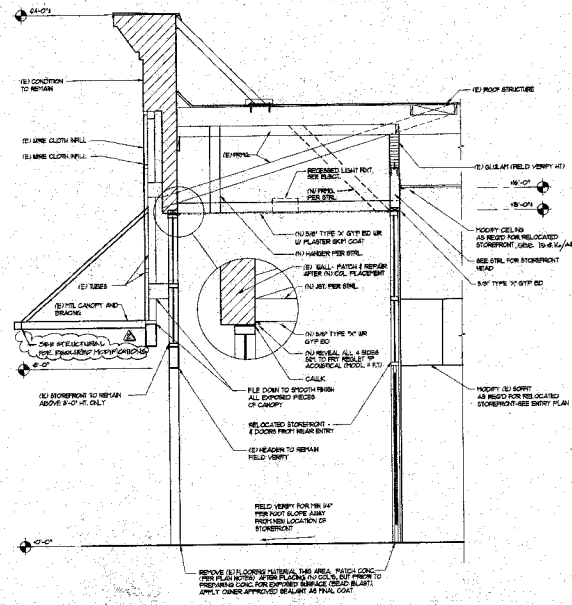 24'-0"±
(E) CONDITION
TO REMAIN
(E) ROOF STRUCTURE
(E) WIRE CLOTH INFILL
(E) WIRE CLOTH INFILL
(E) FRMG.
RECESSED LIGHT FIXT.
SEE ELECT.
(N) FRMG.
PER STRL
(E) GLULAM (FIELD VERIFY HT)
MODIFY CEILING
AS REQ'D FOR RELOCATED
STOREFRONT,
SEE STRL FOR STOREFRONT
HEAD
5/8" TYPE 'X' GYP BD
(N) 5/8" TYPE 'X' GYP BD WR
W/ PLASTER SKIM COAT
(N) HANGER PER STRL
(E) WALL - PATCH & REPAIR
AFTER (N) COL PLACEMENT
(N) JST. PER STRL
(N) 5/8" TYPE "X" WR
GYP BD
(N) REVEAL ALL 4 SIDES
SIM. TO FRY REGLET
ACOUSTICAL
CAULK
(E) TUBES
(E) MTL CANOPY AND
BRACING
SEE STRUCTURAL
FOR REQUIRED MODIFICATIONS
8'-0"
(E) STOREFRONT TO REMAIN
ABOVE 8'-0" HT. ONLY
FILE DOWN TO SMOOTH FINISH
ALL EXPOSED PIECES
OF CANOPY
RELOCATED STOREFRONT
& DOORS FROM REAR ENTRY
(E) HEADER TO REMAIN
FIELD VERIFY
MODIFY (E) SOFFIT
AS REQ'D FOR RELOCATED
STOREFRONT-SEE ENTRY PLAN
FIELD VERIFY FOR MIN 1/4"
PER FOOT SLOPE AWAY
FROM NEW LOCATION OF
STOREFRONT
REMOVE (E) FLOORING MATERIAL THIS AREA. PATCH CONC.
(PER PLAN NOTES) AFTER PLACING (N) COL'S, BUT PRIOR TO
PREPARING CONC. FOR EXPOSED SURFACE (BEAD BLAST).
APPLY OWNER APPROVED SEALANT AS FINAL COAT